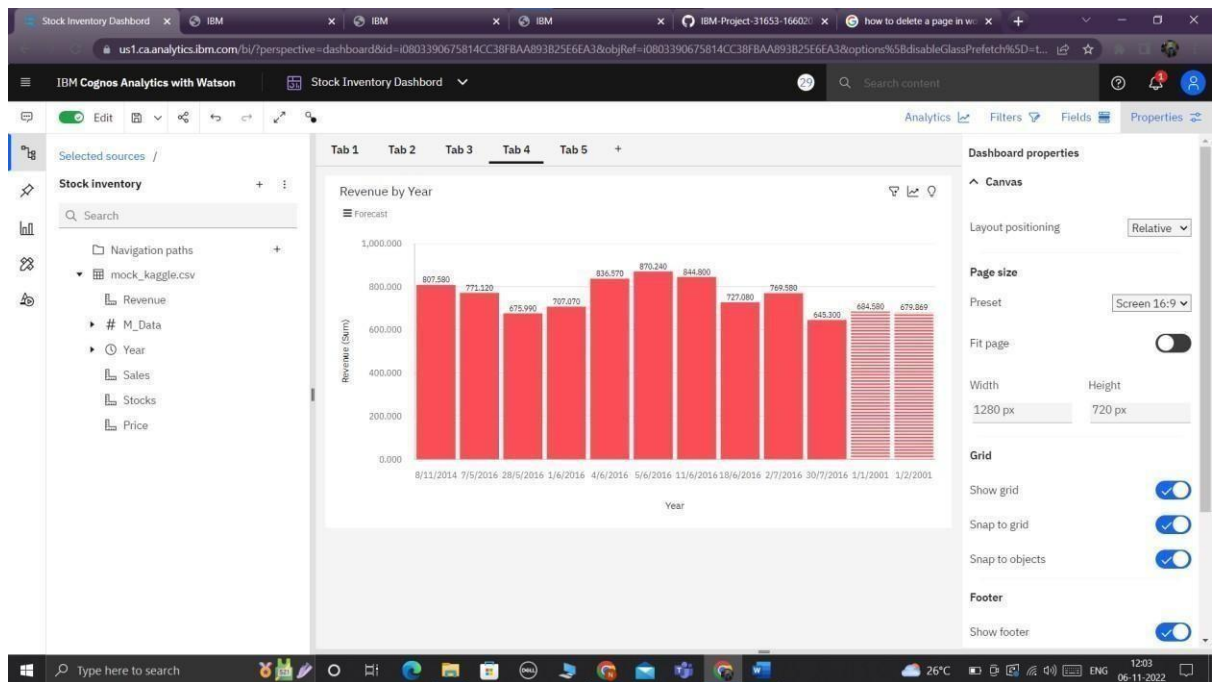 Stock Inventory Dashbord × IBM × IBM × IBM × IBM-Project-31653-166020 × how to delete a page in wo × +
us1.ca.analytics.ibm.com/bi/?perspective=dashboard&id=i0803390675814CC38FBAA893B25E6EA3&objRef=i0803390675814CC38FBAA893B25E6EA3&options%5BdisableGlassPrefetch%5D=t...
IBM Cognos Analytics with Watson Stock Inventory Dashbord 29 Search content 1
Edit Analytics Filters Fields Properties
Selected sources /
Stock inventory + ⋮
Search
Navigation paths +
mock_kaggle.csv
Revenue
# M_Data
Year
Sales
Stocks
Price
Tab 1 Tab 2 Tab 3 Tab 4 Tab 5 +
Revenue by Year
Forecast
1,000.000
800.000
600.000
400.000
200.000
0.000
Revenue (Sum)
807.580 771.120 675.990 707.070 836.570 870.240 844.800 727.080 769.580 645.300 684.580 679.869
8/11/2014 7/5/2016 28/5/2016 1/6/2016 4/6/2016 5/6/2016 11/6/2016 18/6/2016 2/7/2016 30/7/2016 1/1/2001 1/2/2001
Year
Dashboard properties
Canvas
Layout positioning Relative
Page size
Preset Screen 16:9
Fit page
Width Height
1280 px 720 px
Grid
Show grid
Snap to grid
Snap to objects
Footer
Show footer
Type here to search DELL 26°C ENG 12:03
06-11-2022